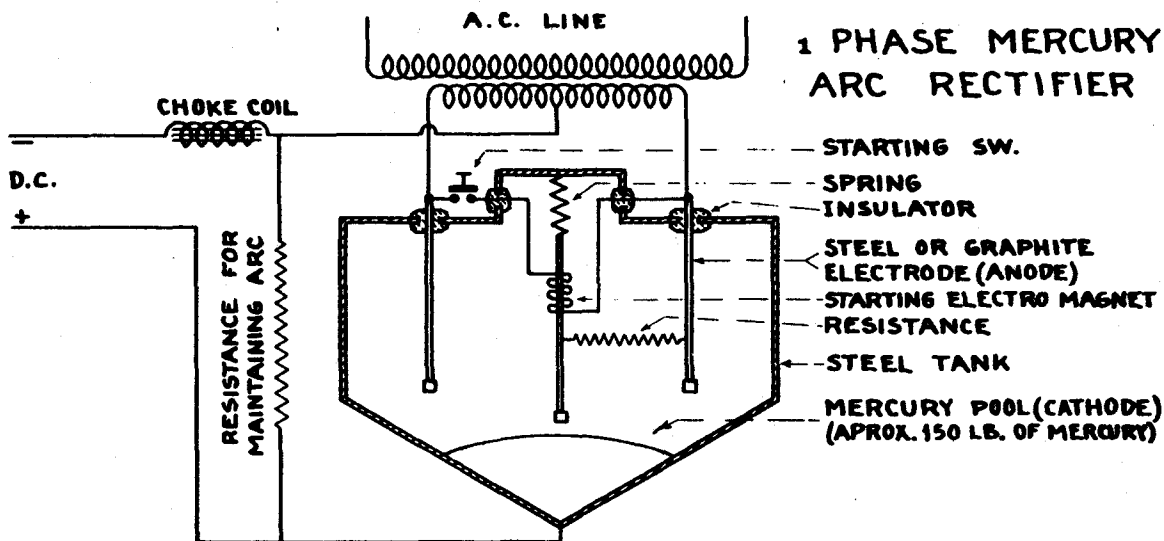 A.C. LINE
1 PHASE MERCURY
ARC RECTIFIER
CHOKE COIL
–
D.C.
+
RESISTANCE FOR
MAINTAINING ARC
STARTING SW.
SPRING
INSULATOR
STEEL OR GRAPHITE
ELECTRODE (ANODE)
STARTING ELECTRO MAGNET
RESISTANCE
STEEL TANK
MERCURY POOL (CATHODE)
(APROX. 150 LB. OF MERCURY)